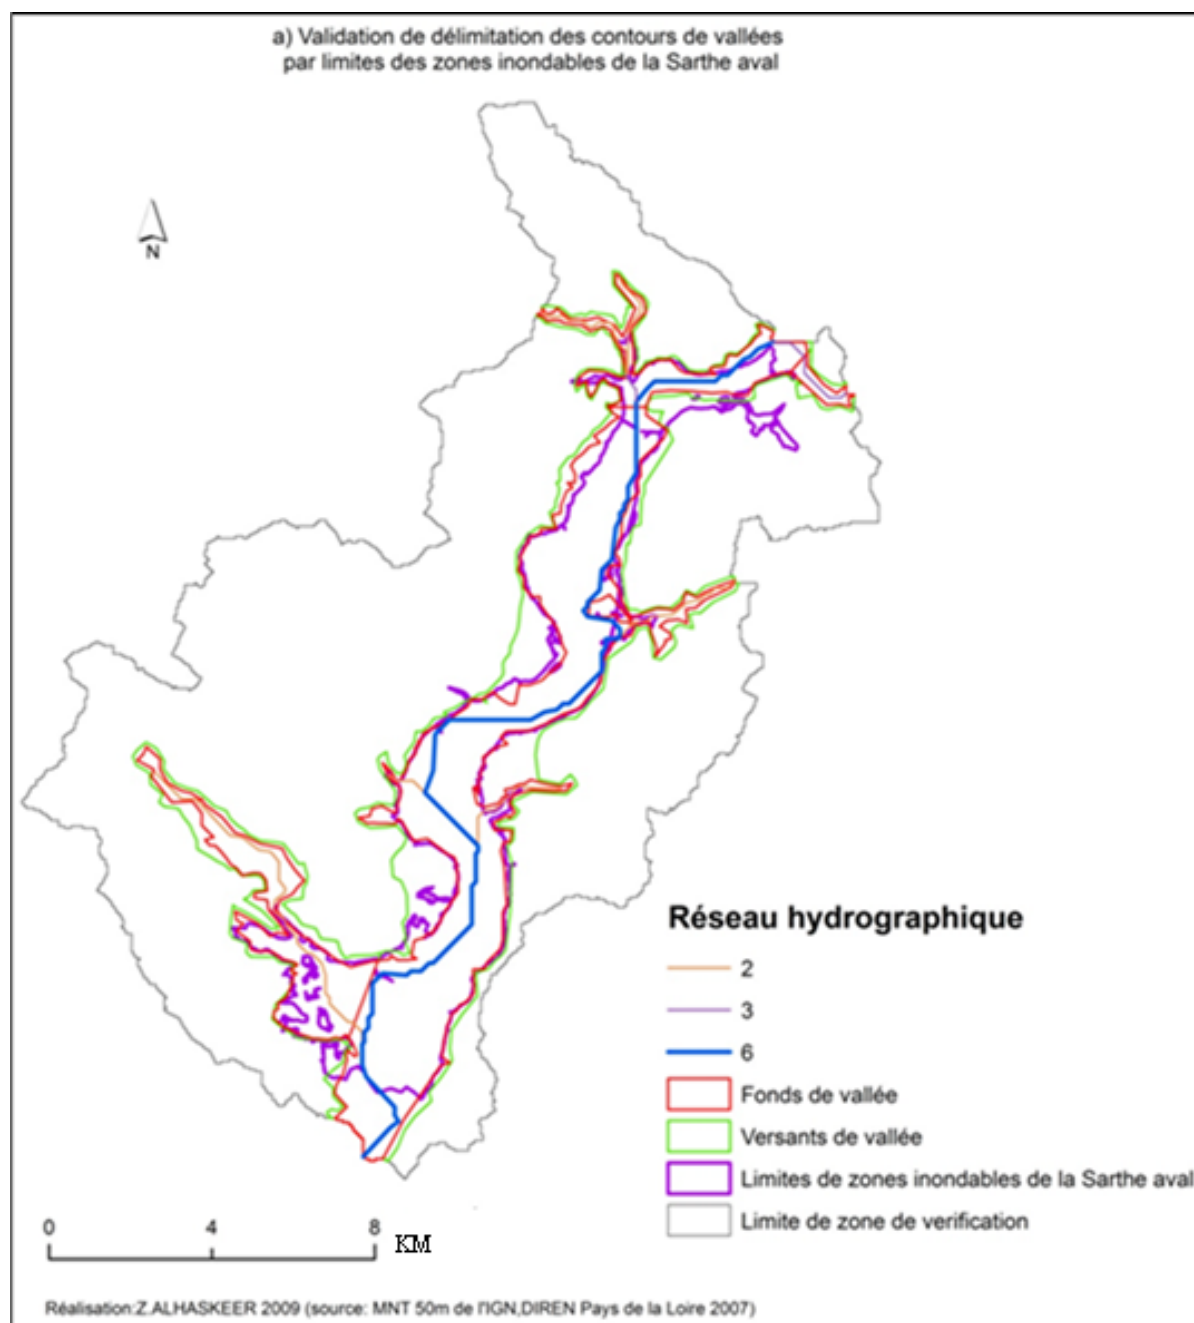 a) Validation de délimitation des contours de vallées
par limites des zones inondables de la Sarthe aval
N
Réseau hydrographique
2
3
6
Fonds de vallée
Versants de vallée
Limites de zones inondables de la Sarthe aval
Limite de zone de verification
0 4 8 KM
Réalisation:Z.ALHASKEER 2009 (source: MNT 50m de l'IGN,DIREN Pays de la Loire 2007)